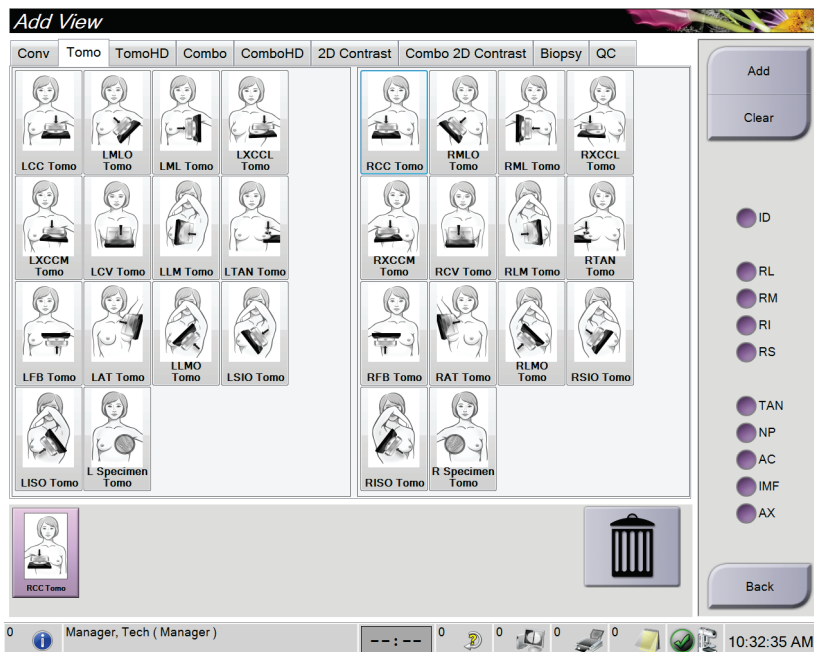 Add View
Conv Tomo TomoHD Combo ComboHD 2D Contrast Combo 2D Contrast Biopsy QC
LCC Tomo
LMLO
Tomo
LML Tomo
LXCCL
Tomo
RCC Tomo
RMLO
Tomo
RML Tomo
RXCCL
Tomo
LXCCM
Tomo
LCV Tomo
LLM Tomo
LTAN Tomo
RXCCM
Tomo
RCV Tomo
RLM Tomo
RTAN
Tomo
LFB Tomo
LAT Tomo
LLMO
Tomo
LSIO Tomo
RFB Tomo
RAT Tomo
RLMO
Tomo
RSIO Tomo
LISO Tomo
L Specimen
Tomo
RISO Tomo
R Specimen
Tomo
RCC Tomo
Add
Clear
ID
RL
RM
RI
RS
TAN
NP
AC
IMF
AX
Back
0 Manager, Tech ( Manager ) --:-- 0 0 0 0 10:32:35 AM